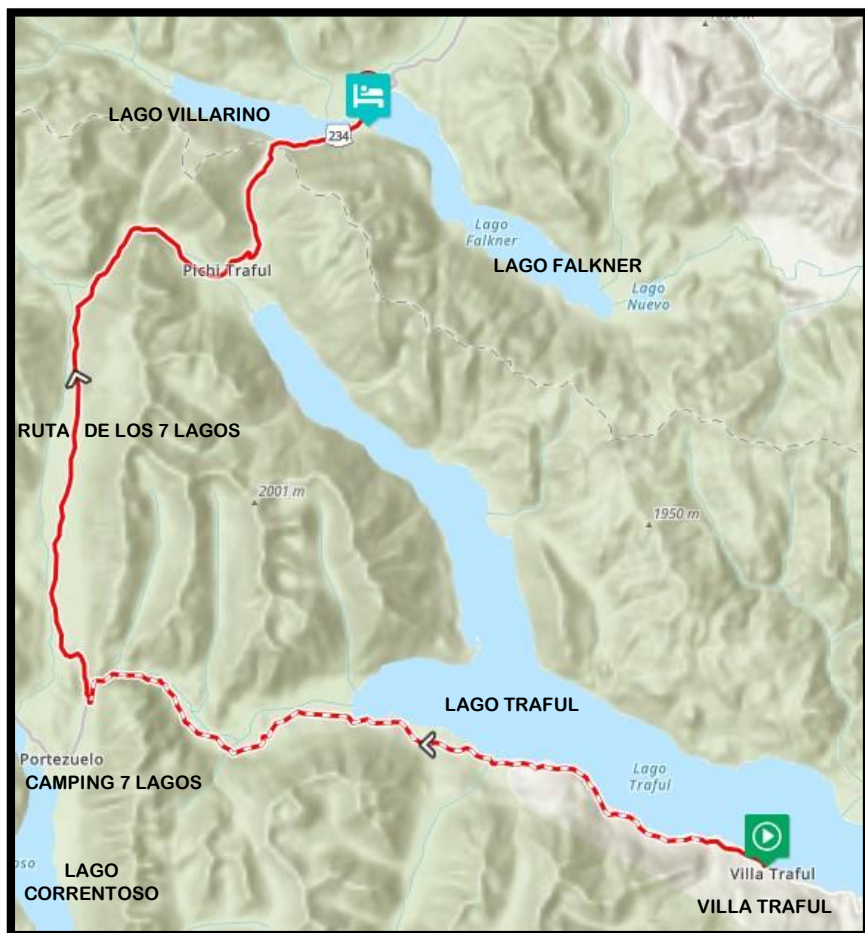 LAGO VILLARINO
234
Lago
Falkner
LAGO FALKNER
Lago
Nuevo
Pichi Traful
RUTA DE LOS 7 LAGOS
2001 m
1950 m
LAGO TRAFUL
Portezuelo
CAMPING 7 LAGOS
Lago
Traful
LAGO
CORRENTOSO
Villa Traful
VILLA TRAFUL